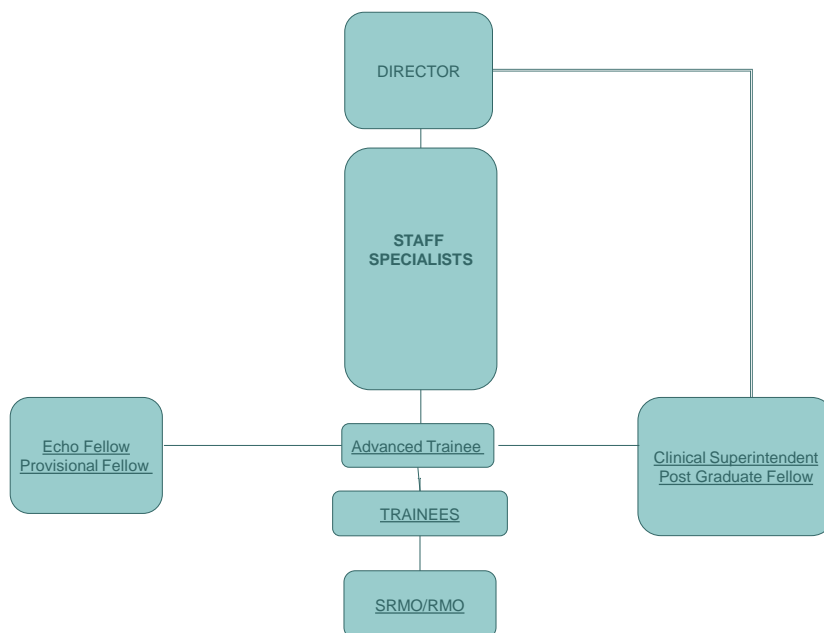 DIRECTOR
STAFF
SPECIALISTS
Echo Fellow
Provisional Fellow
Advanced Trainee
Clinical Superintendent
Post Graduate Fellow
TRAINEES
SRMO/RMO